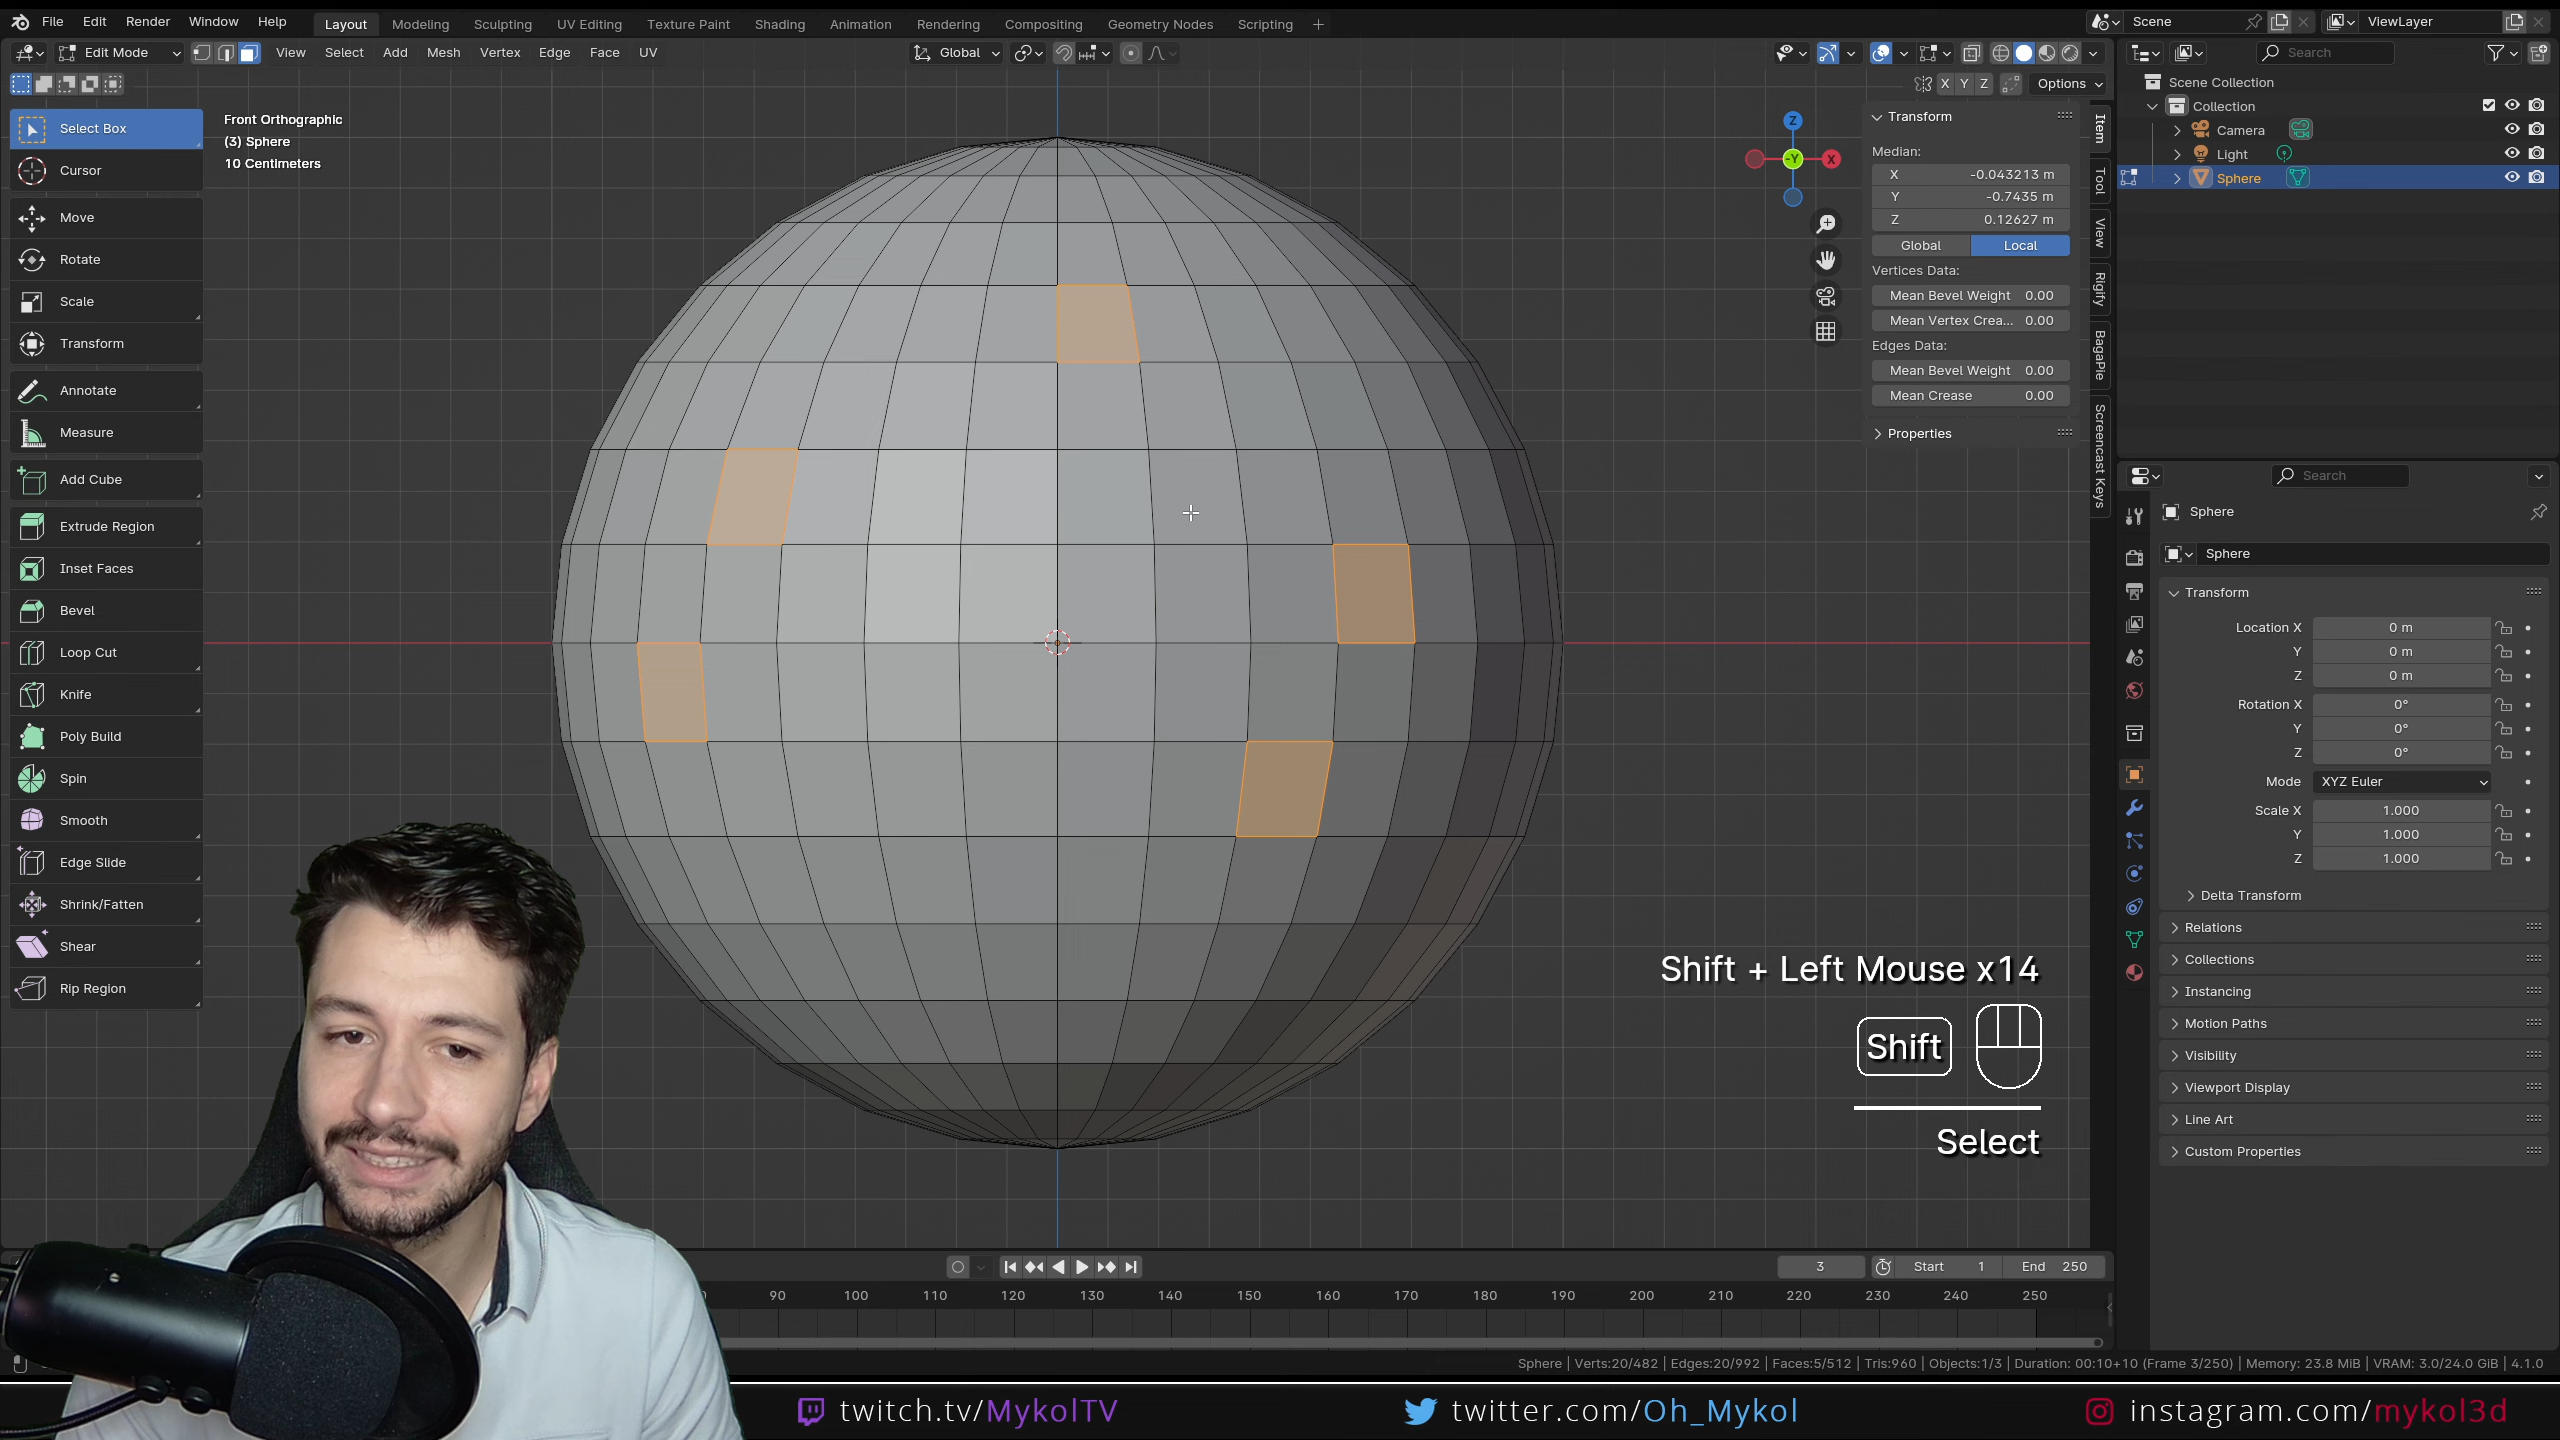 File Edit Render Window Help Layout Modeling Sculpting UV Editing Texture Paint Shading Animation Rendering Compositing Geometry Nodes Scripting + Scene ViewLayer
Edit Mode View Select Add Mesh Vertex Edge Face UV Global Search
X Y Z Options
Select Box
Cursor
Move
Rotate
Scale
Transform
Annotate
Measure
Add Cube
Extrude Region
Inset Faces
Bevel
Loop Cut
Knife
Poly Build
Spin
Smooth
Edge Slide
Shrink/Fatten
Shear
Rip Region
Front Orthographic
(3) Sphere
10 Centimeters
Z
-Y
X
Transform
Median:
X -0.043213 m
Y -0.7435 m
Z 0.12627 m
Global Local
Vertices Data:
Mean Bevel Weight 0.00
Mean Vertex Crea... 0.00
Edges Data:
Mean Bevel Weight 0.00
Mean Crease 0.00
Properties
Item
Tool
View
Rigify
BagaPie
Screencast Keys
Scene Collection
Collection
Camera
Light
Sphere
Search
Sphere
Sphere
Transform
Location X 0 m
Y 0 m
Z 0 m
Rotation X 0°
Y 0°
Z 0°
Mode XYZ Euler
Scale X 1.000
Y 1.000
Z 1.000
Delta Transform
Relations
Collections
Instancing
Motion Paths
Visibility
Viewport Display
Line Art
Custom Properties
Shift + Left Mouse x14
Shift
Select
3 Start 1 End 250
90 100 110 120 130 140 150 160 170 180 190 200 210 220 230 240 250
Sphere | Verts:20/482 | Edges:20/992 | Faces:5/512 | Tris:960 | Objects:1/3 | Duration: 00:10+10 (Frame 3/250) | Memory: 23.8 MiB | VRAM: 3.0/24.0 GiB | 4.1.0
twitch.tv/MykolTV twitter.com/Oh_Mykol instagram.com/mykol3d